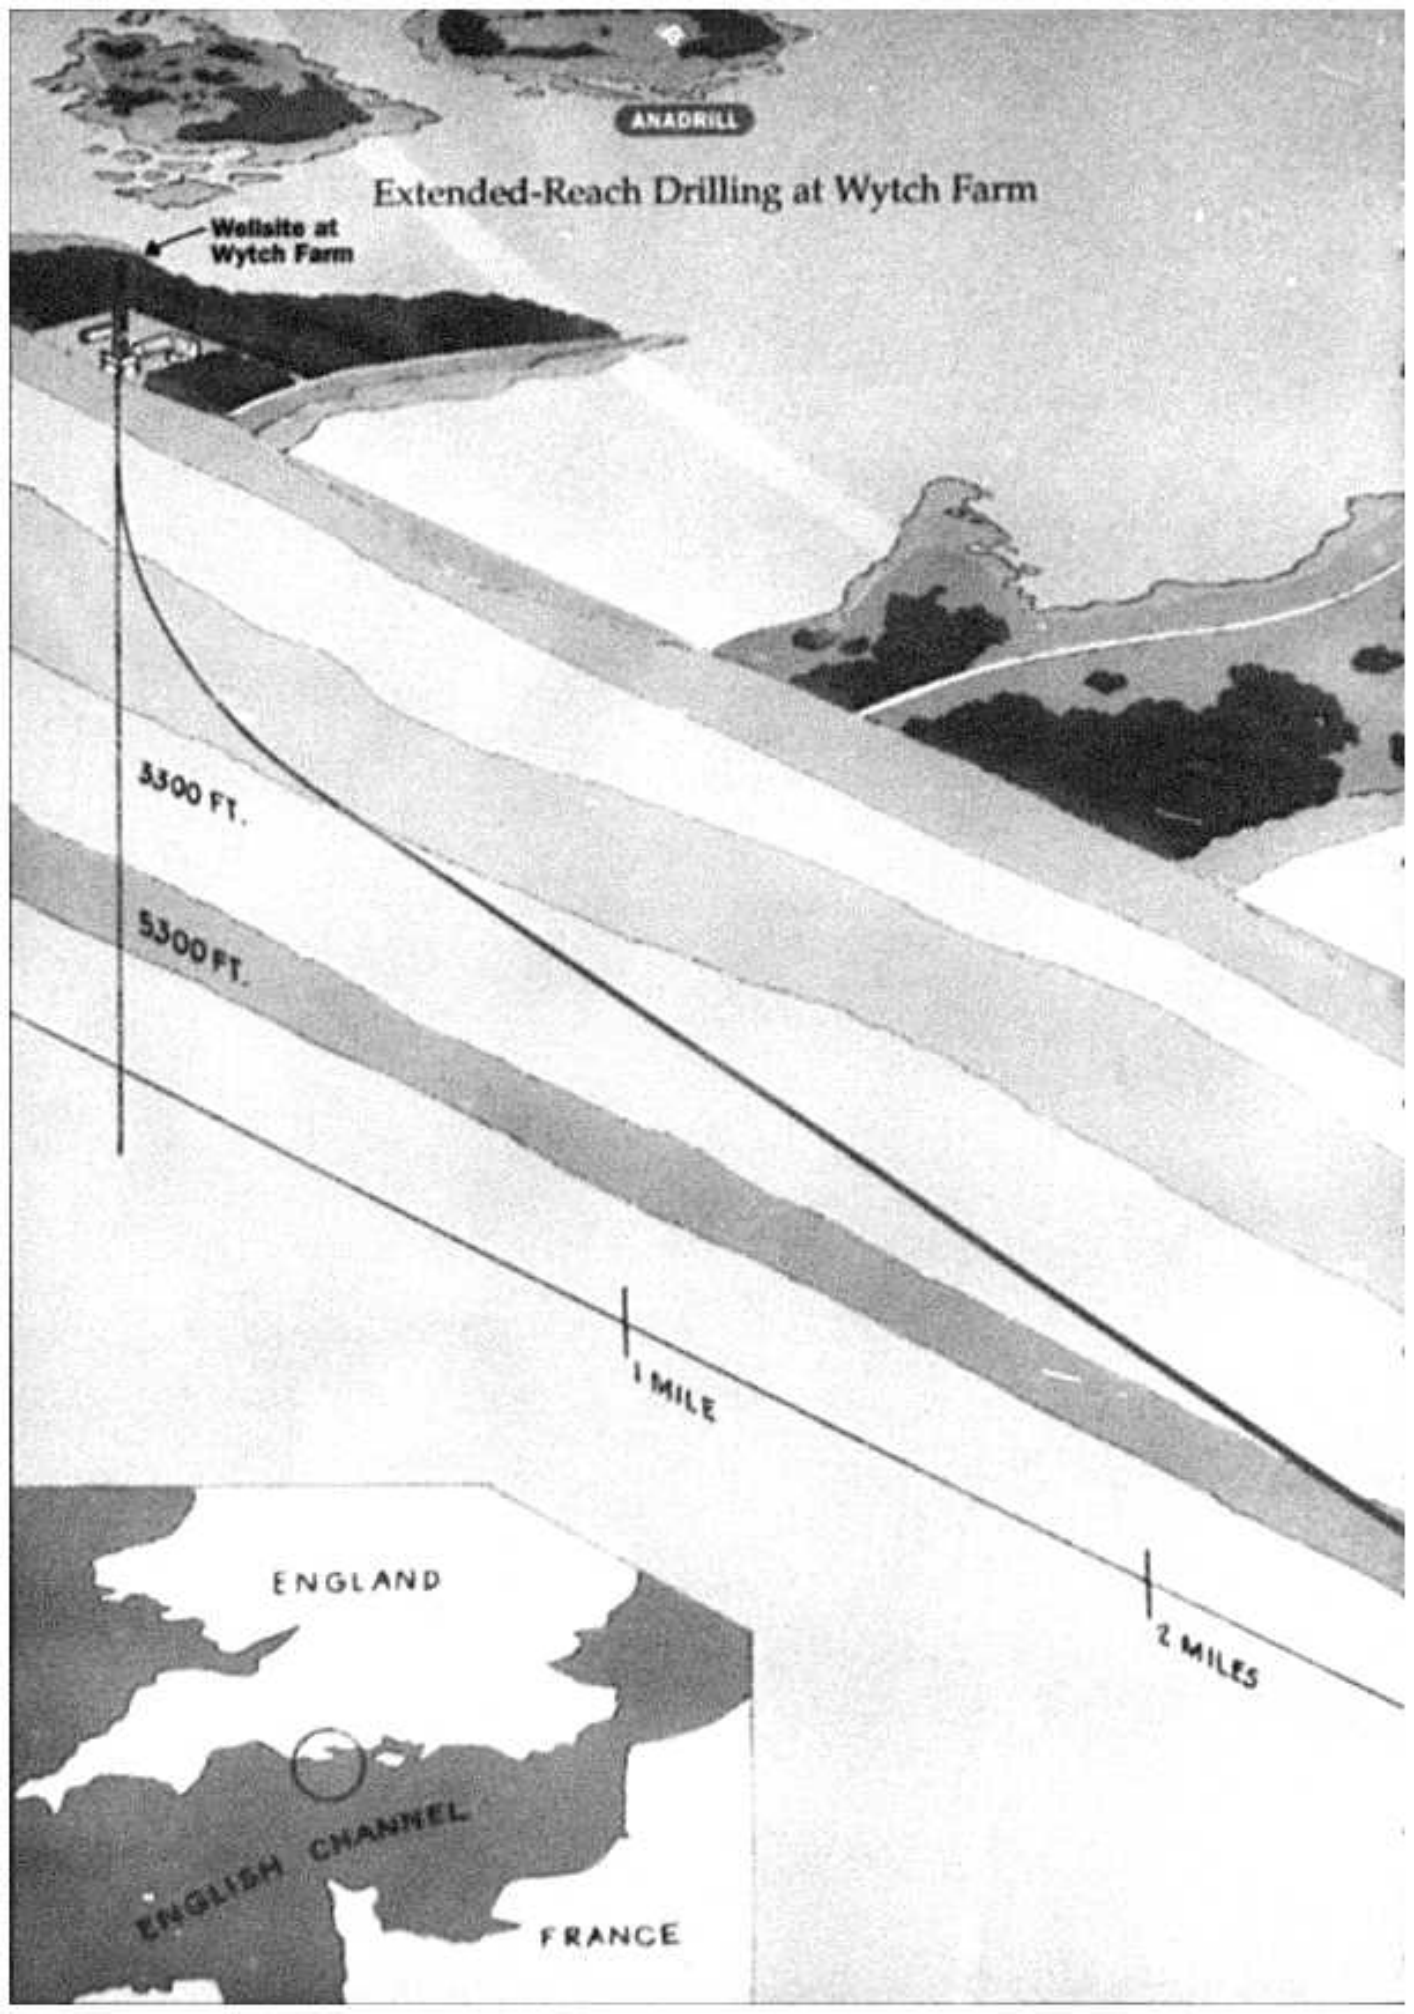 ANADRILL
Extended-Reach Drilling at Wytch Farm
Wellsite at
Wytch Farm
3300 FT.
5300 FT.
1 MILE
2 MILES
ENGLAND
ENGLISH CHANNEL
FRANCE